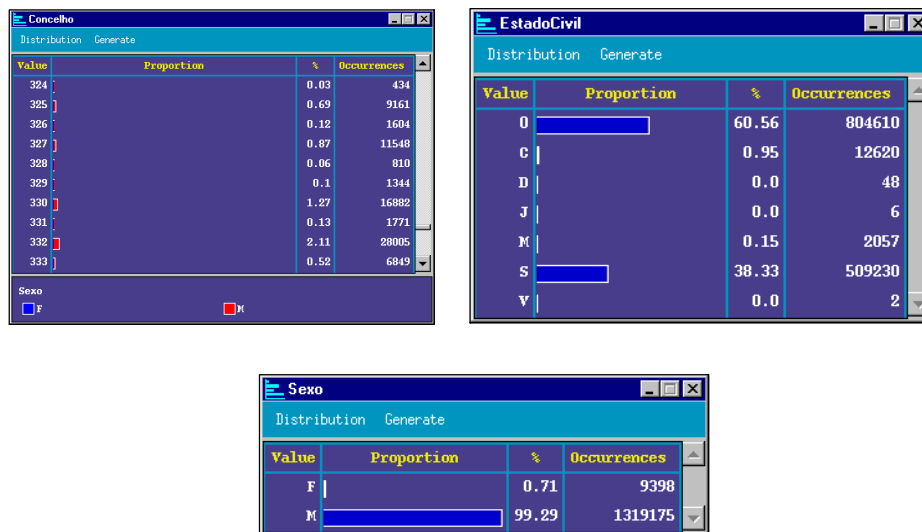 Concelho
Distribution Generate
Value Proportion % Occurrences
324 0.03 434
325 0.69 9161
326 0.12 1604
327 0.87 11548
328 0.06 810
329 0.1 1344
330 1.27 16882
331 0.13 1771
332 2.11 28005
333 0.52 6849
Sexo
F M
EstadoCivil
Distribution Generate
Value Proportion % Occurrences
0 60.56 804610
C 0.95 12620
D 0.0 48
J 0.0 6
M 0.15 2057
S 38.33 509230
V 0.0 2
Sexo
Distribution Generate
Value Proportion % Occurrences
F 0.71 9398
M 99.29 1319175